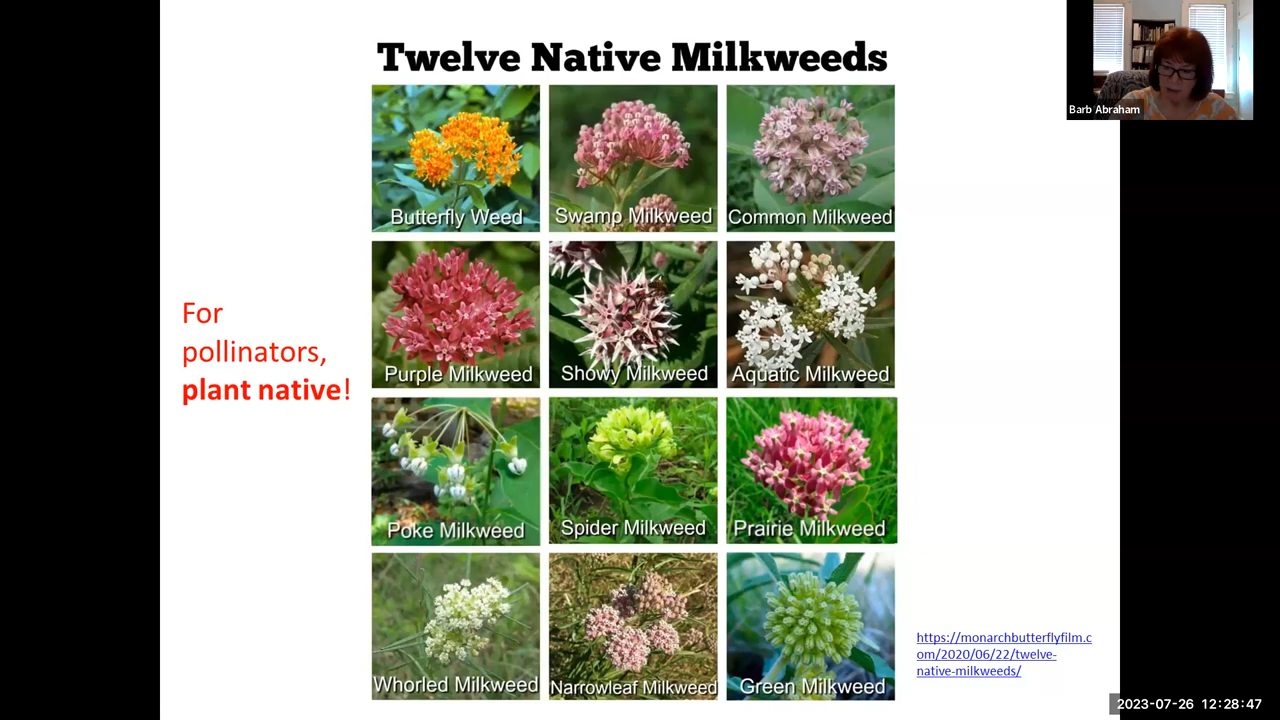 Twelve Native Milkweeds
Barb Abraham
Butterfly Weed
Swamp Milkweed
Common Milkweed
For
pollinators,
plant native!
Purple Milkweed
Showy Milkweed
Aquatic Milkweed
Poke Milkweed
Spider Milkweed
Prairie Milkweed
Whorled Milkweed
Narrowleaf Milkweed
Green Milkweed
https://monarchbutterflyfilm.c
om/2020/06/22/twelve-
native-milkweeds/
2023-07-26 12:28:47